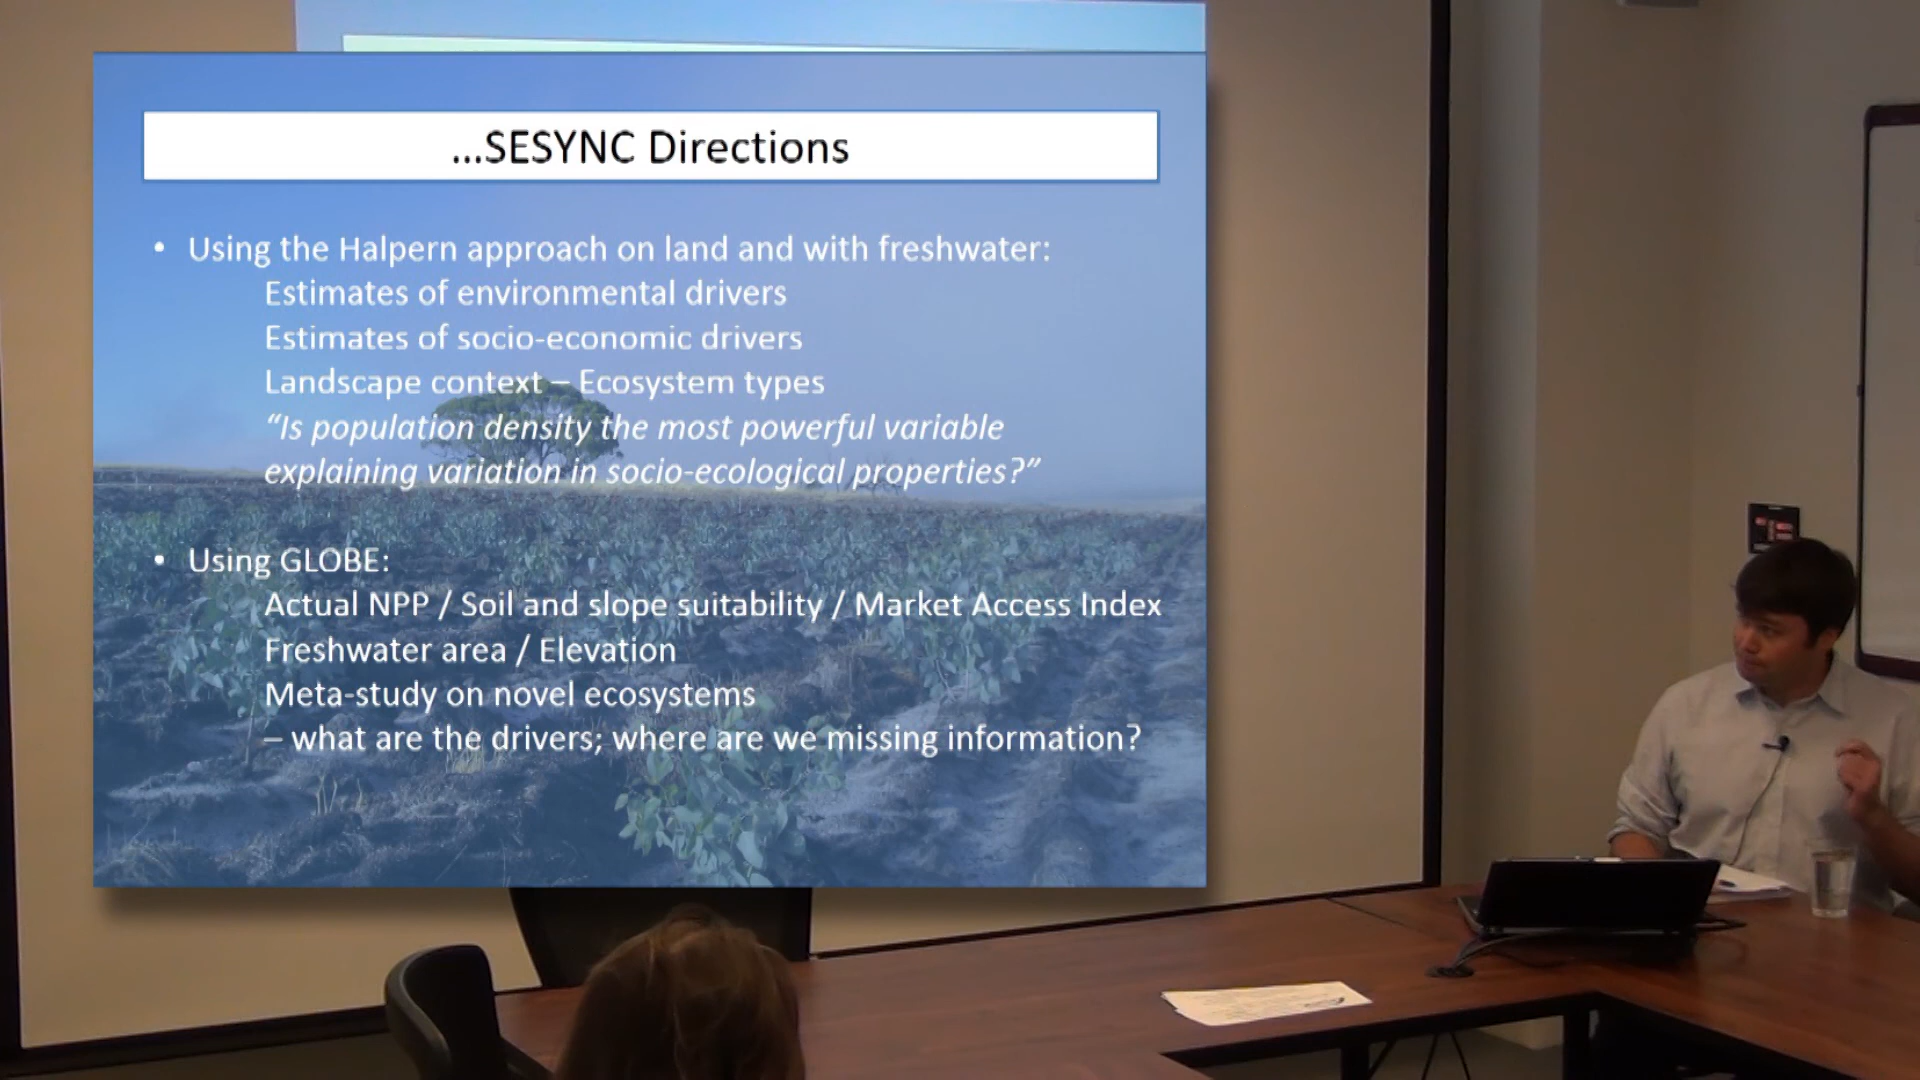 ...SESYNC Directions
• Using the Halpern approach on land and with freshwater:
Estimates of environmental drivers
Estimates of socio-economic drivers
Landscape context – Ecosystem types
“Is population density the most powerful variable
explaining variation in socio-ecological properties?”
• Using GLOBE:
Actual NPP / Soil and slope suitability / Market Access Index
Freshwater area / Elevation
Meta-study on novel ecosystems
– what are the drivers; where are we missing information?